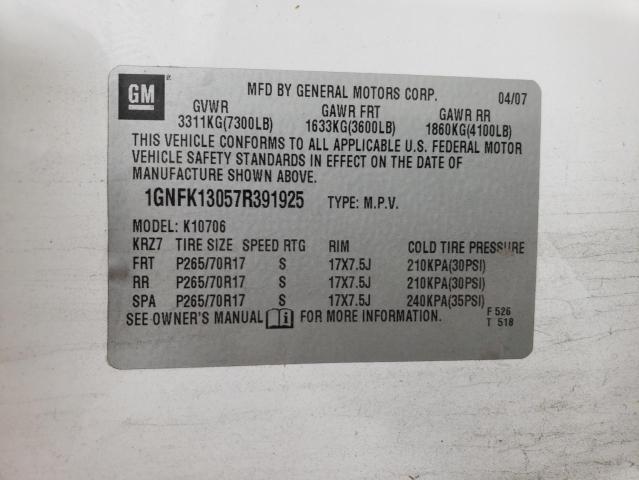 GM
MFD BY GENERAL MOTORS CORP. 04/07
GVWR GAWR FRT GAWR RR
3311KG(7300LB) 1633KG(3600LB) 1860KG(4100LB)
THIS VEHICLE CONFORMS TO ALL APPLICABLE U.S. FEDERAL MOTOR
VEHICLE SAFETY STANDARDS IN EFFECT ON THE DATE OF
MANUFACTURE SHOWN ABOVE.
1GNFK13057R391925 TYPE: M.P.V.
MODEL: K10706
KRZ7 TIRE SIZE SPEED RTG RIM COLD TIRE PRESSURE
FRT P265/70R17 S 17X7.5J 210KPA(30PSI)
RR P265/70R17 S 17X7.5J 210KPA(30PSI)
SPA P265/70R17 S 17X7.5J 240KPA(35PSI)
SEE OWNER'S MANUAL i FOR MORE INFORMATION.
F 526
T 518